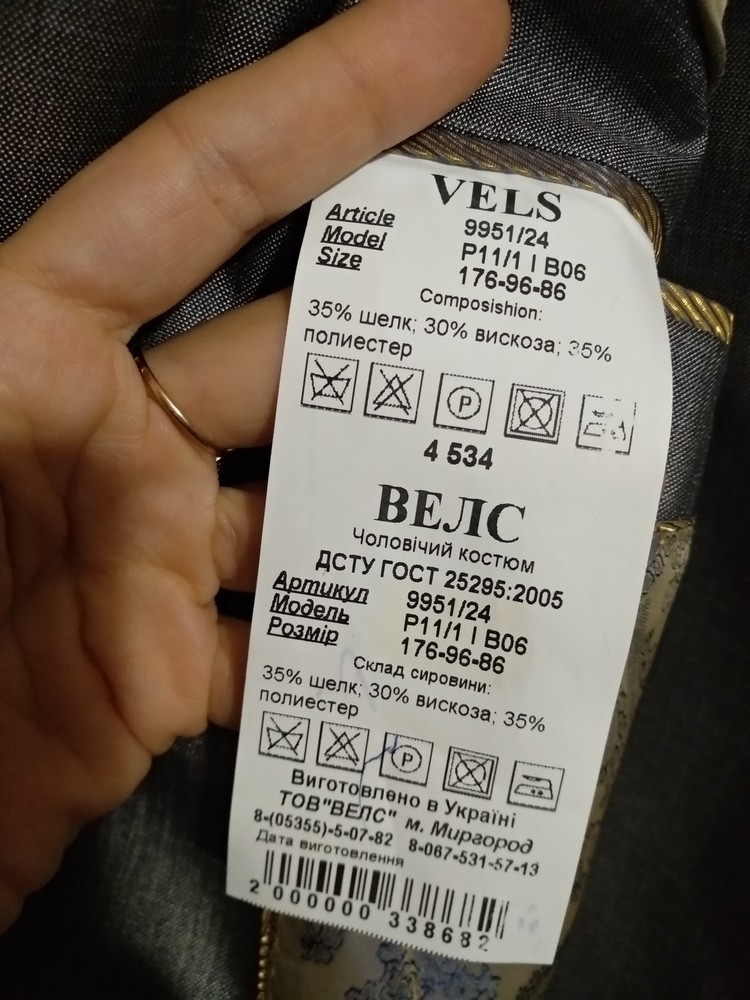 VELS
Article 9951/24
Model P11/1 I B06
Size 176-96-86
Composishion:
35% шелк; 30% вискоза; 35%
полиестер
P
4 534
ВЕЛС
Чоловічий костюм
ДСТУ ГОСТ 25295:2005
Артикул 9951/24
Модель P11/1 I B06
Розмір 176-96-86
Склад сировини:
35% шелк; 30% вискоза; 35%
полиестер
P
Виготовлено в Україні
ТОВ"ВЕЛС" м. Миргород
8-(05355)-5-07-82 8-067-531-57-13
Дата виготовлення
2 000000 338682